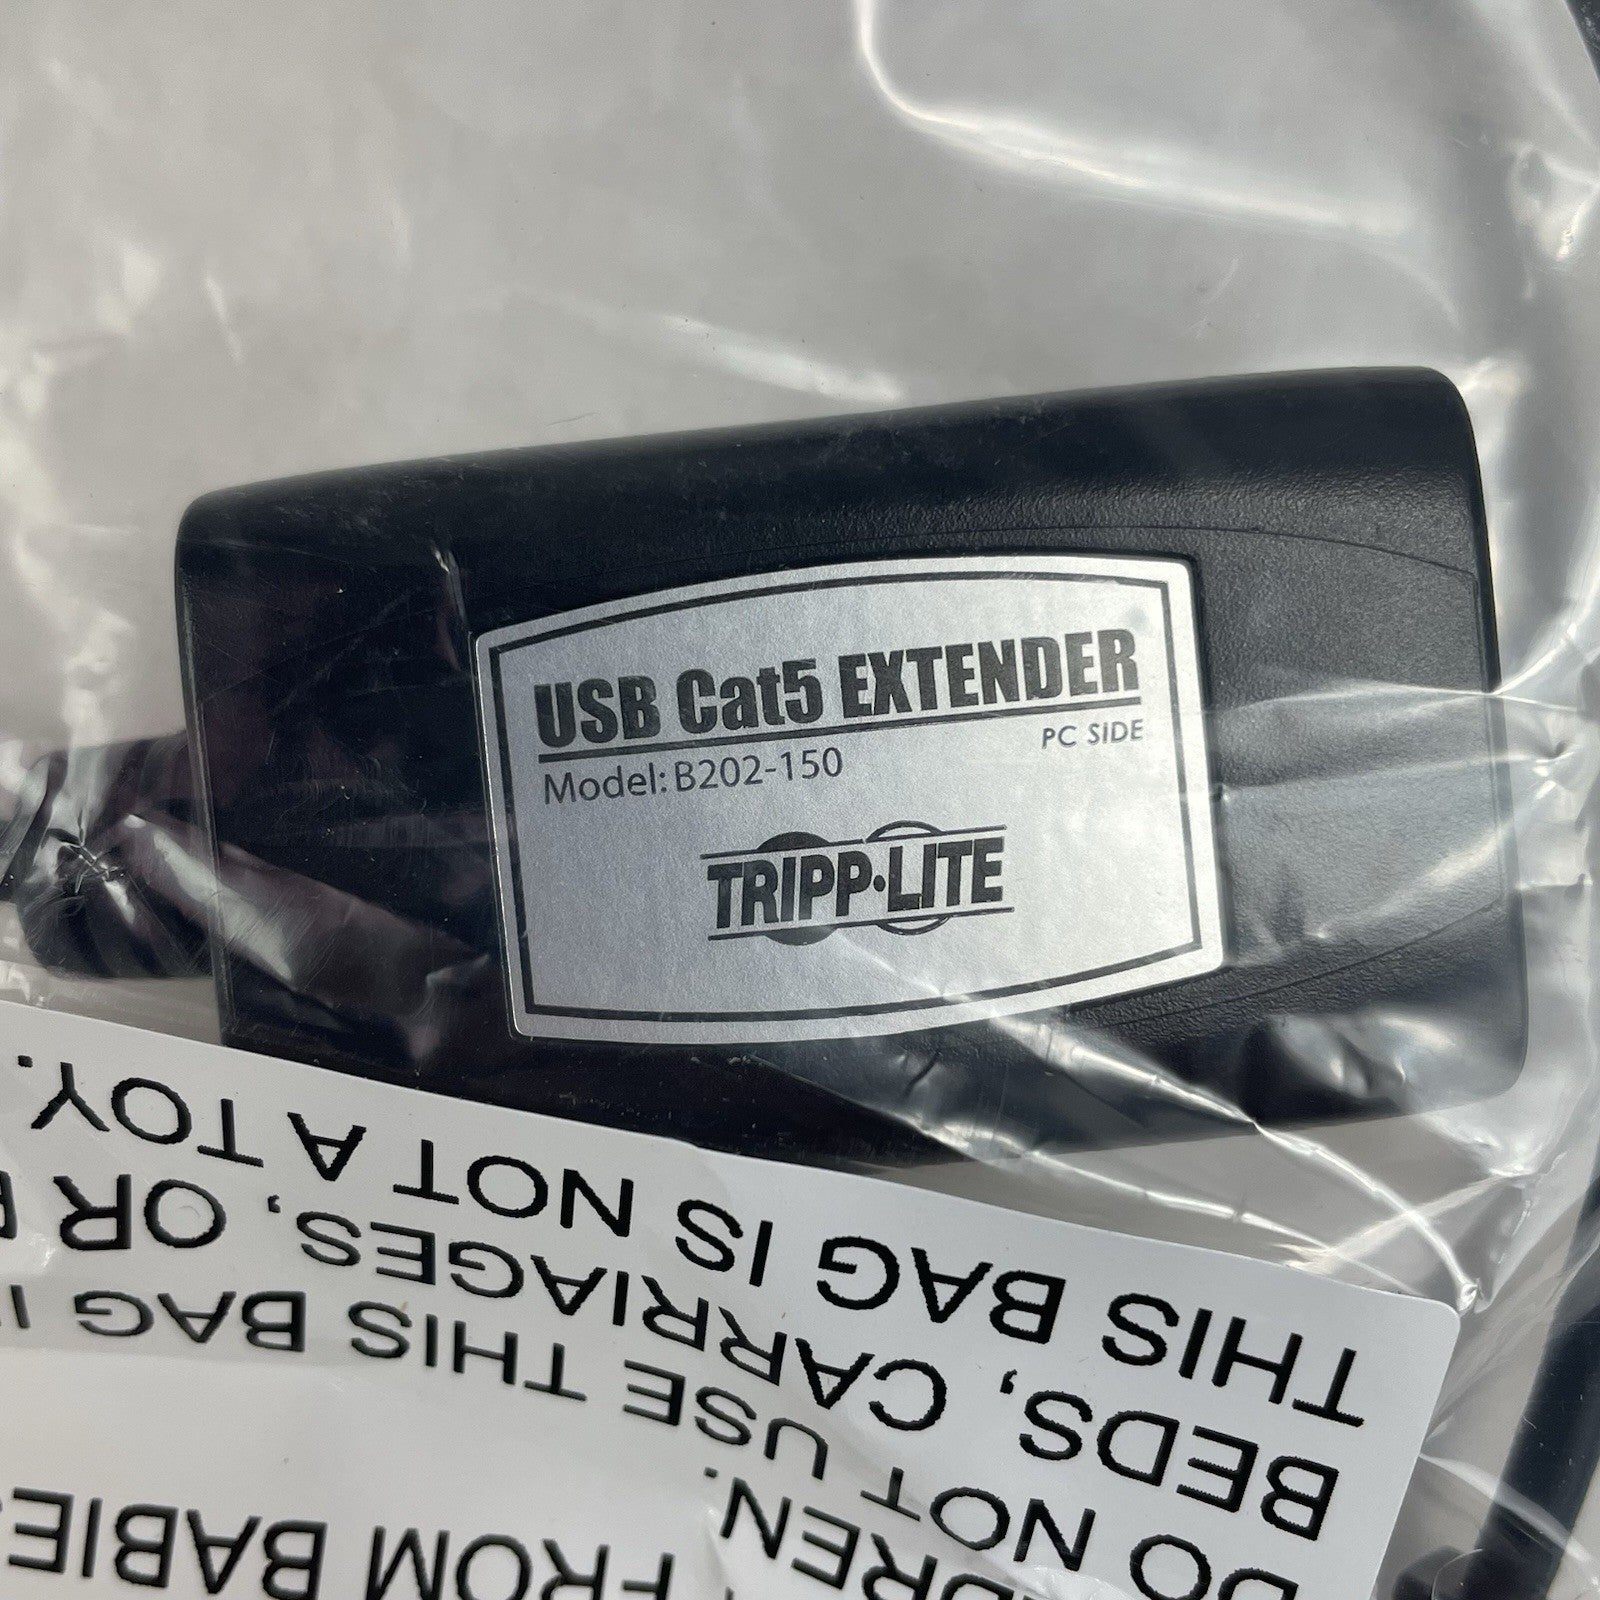 USB Cat5 EXTENDER
PC SIDE
Model: B202-150
TRIPP·LITE
FROM BABIES
DO NOT USE THIS BAG
BEDS, CARRIAGES, OR
THIS BAG IS NOT A TOY.